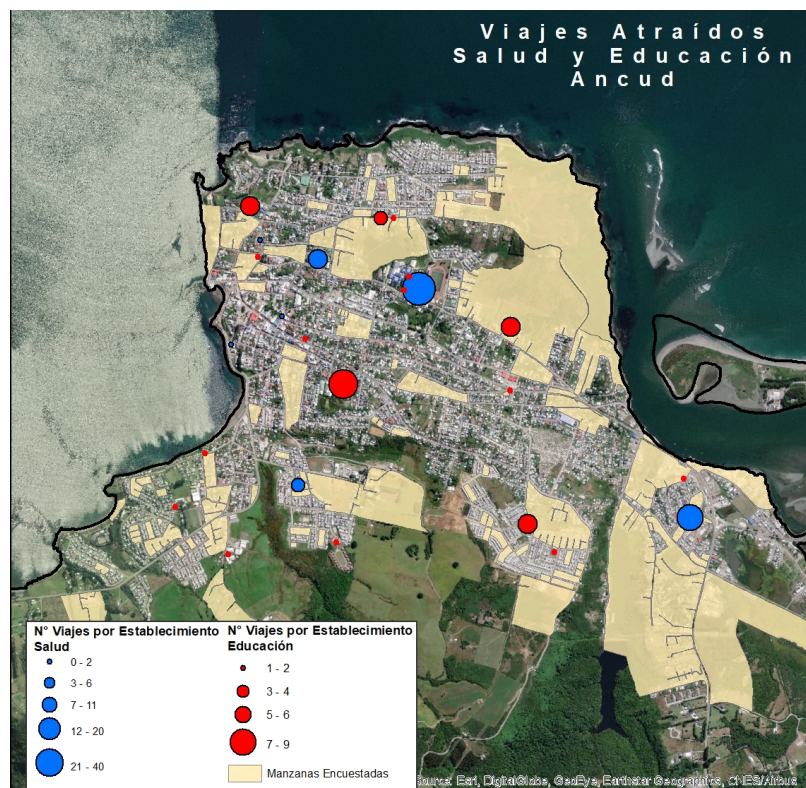 Viajes Atraídos
Salud y Educación
Ancud
N° Viajes por Establecimiento
Salud
0 - 2
3 - 6
7 - 11
12 - 20
21 - 40
N° Viajes por Establecimiento
Educación
1 - 2
3 - 4
5 - 6
7 - 9
Manzanas Encuestadas
Source: Esri, DigitalGlobe, GeoEye, Earthstar Geographics, CNES/Airbus